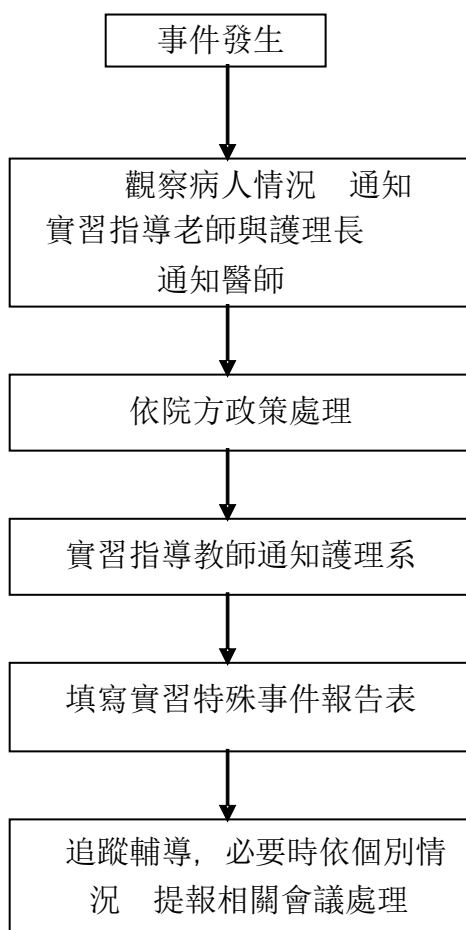 事件發生
觀察病人情況　通知
實習指導老師與護理長
通知醫師
依院方政策處理
實習指導教師通知護理系
填寫實習特殊事件報告表
追蹤輔導, 必要時依個別情
況　提報相關會議處理